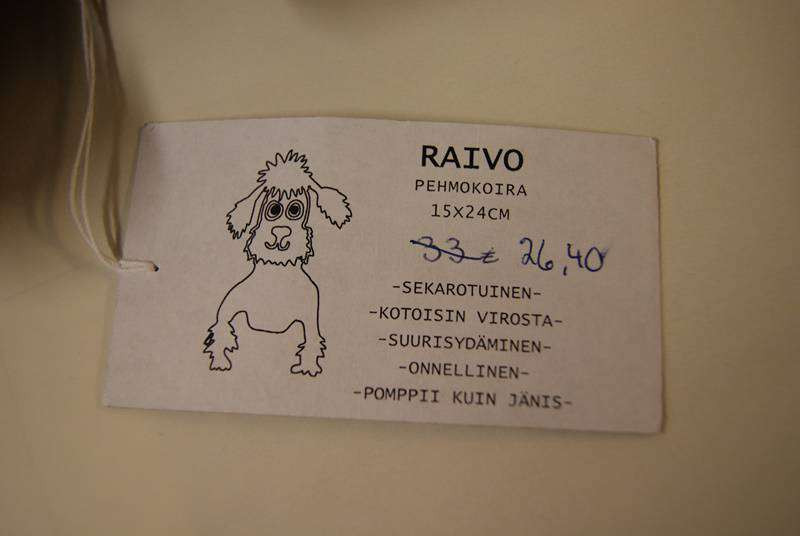 RAIVO
PEHMOKOIRA
15X24CM
33 € 26,40
-SEKAROTUINEN-
-KOTOISIN VIROSTA-
-SUURISYDÄMINEN-
-ONNELLINEN-
-POMPPII KUIN JÄNIS-